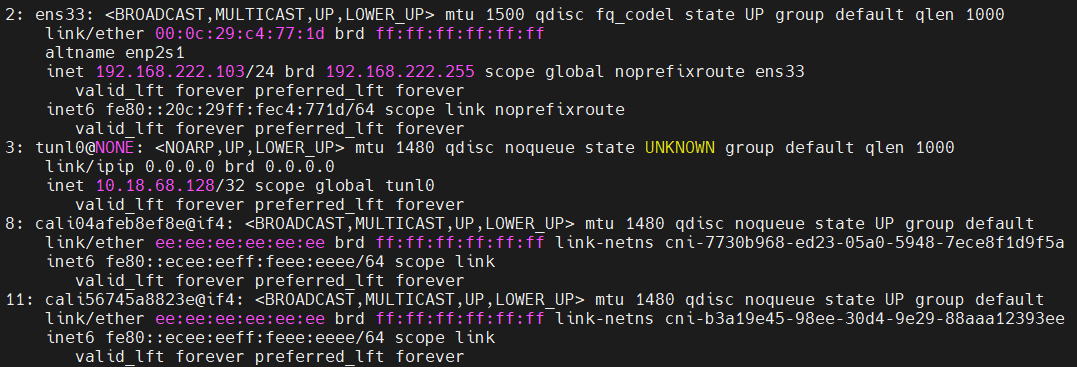 2: ens33: <BROADCAST,MULTICAST,UP,LOWER_UP> mtu 1500 qdisc fq_codel state UP group default qlen 1000
    link/ether 00:0c:29:c4:77:1d brd ff:ff:ff:ff:ff:ff
    altname enp2s1
    inet 192.168.222.103/24 brd 192.168.222.255 scope global noprefixroute ens33
       valid_lft forever preferred_lft forever
    inet6 fe80::20c:29ff:fec4:771d/64 scope link noprefixroute
       valid_lft forever preferred_lft forever
3: tunl0@NONE: <NOARP,UP,LOWER_UP> mtu 1480 qdisc noqueue state UNKNOWN group default qlen 1000
    link/ipip 0.0.0.0 brd 0.0.0.0
    inet 10.18.68.128/32 scope global tunl0
       valid_lft forever preferred_lft forever
8: cali04afeb8ef8e@if4: <BROADCAST,MULTICAST,UP,LOWER_UP> mtu 1480 qdisc noqueue state UP group default
    link/ether ee:ee:ee:ee:ee:ee brd ff:ff:ff:ff:ff:ff link-netns cni-7730b968-ed23-05a0-5948-7ece8f1d9f5a
    inet6 fe80::ecee:eeff:feee:eeee/64 scope link
       valid_lft forever preferred_lft forever
11: cali56745a8823e@if4: <BROADCAST,MULTICAST,UP,LOWER_UP> mtu 1480 qdisc noqueue state UP group default
    link/ether ee:ee:ee:ee:ee:ee brd ff:ff:ff:ff:ff:ff link-netns cni-b3a19e45-98ee-30d4-9e29-88aaa12393ee
    inet6 fe80::ecee:eeff:feee:eeee/64 scope link
       valid_lft forever preferred_lft forever